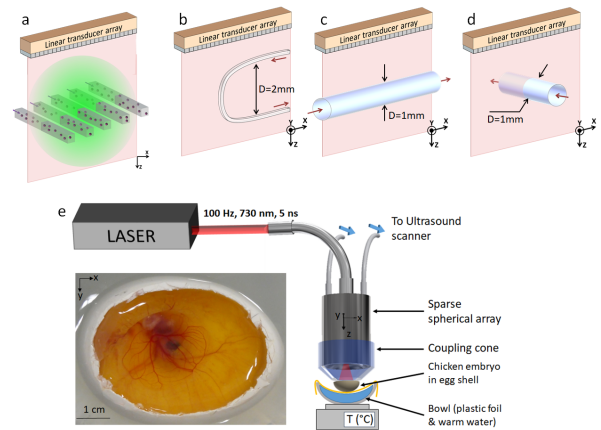 a
Linear transducer array
x
z
b
Linear transducer array
D=2mm
Y
x
z
c
Linear transducer array
D=1mm
Y
x
z
d
Linear transducer array
D=1mm
Y
x
z
e
LASER
100 Hz, 730 nm, 5 ns
To Ultrasound
scanner
x
y
1 cm
y
x
z
Sparse
spherical array
Coupling cone
Chicken embryo
in egg shell
Bowl (plastic foil
& warm water)
T (°C)